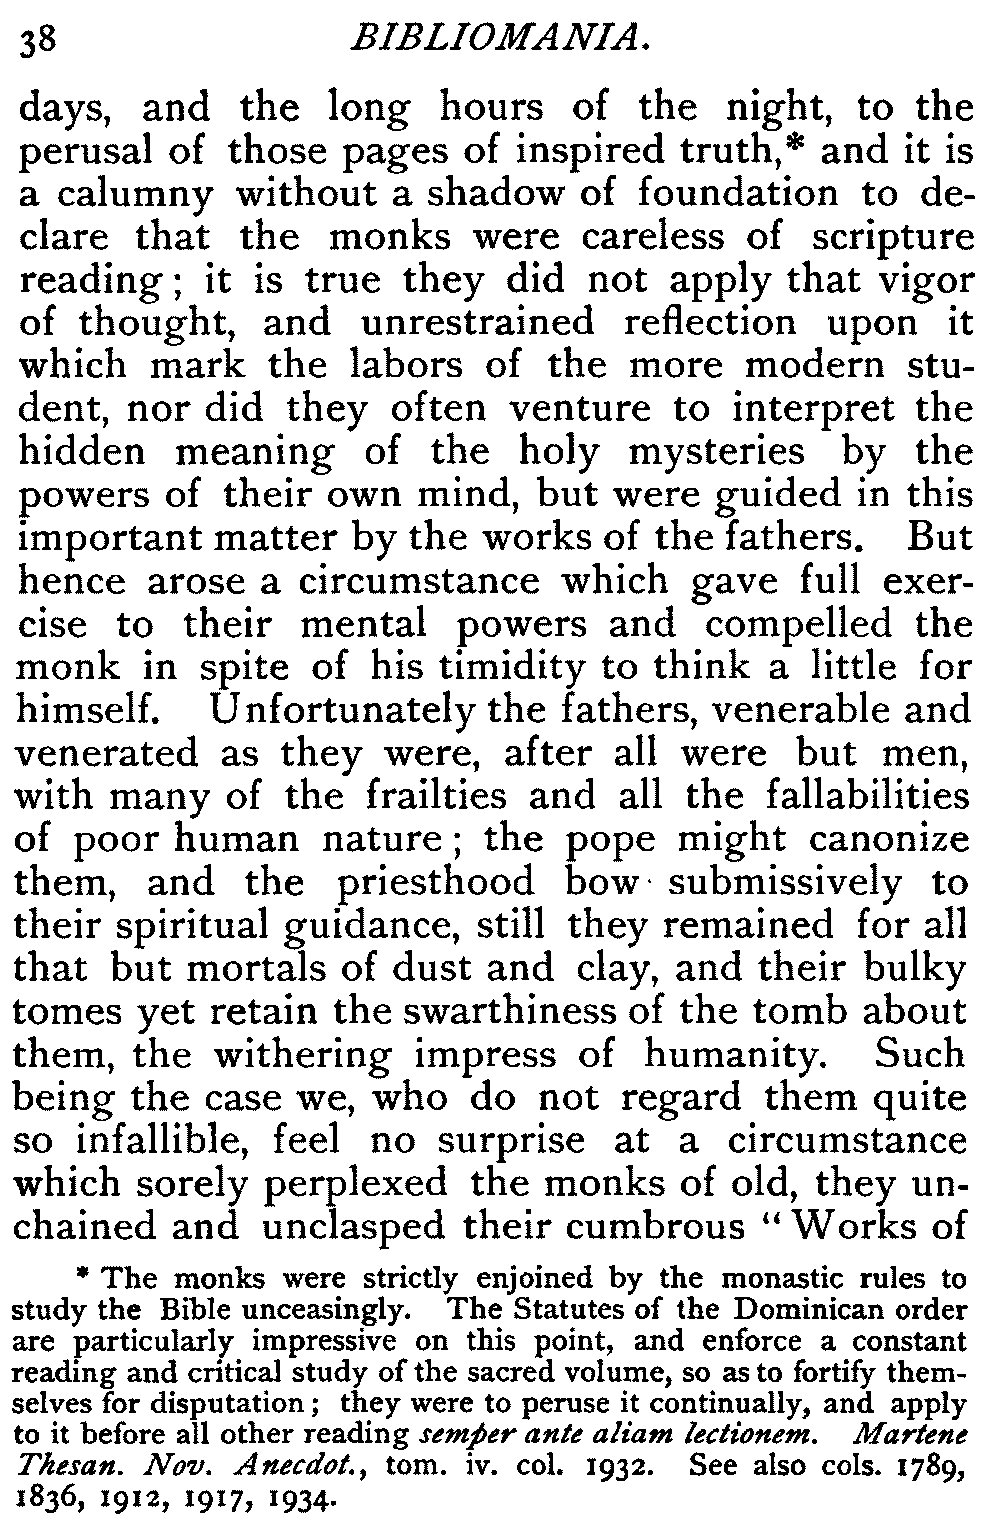 38 BIBLIOMANIA.
days, and the long hours of the night, to the
perusal of those pages of inspired truth,* and it is
a calumny without a shadow of foundation to de-
clare that the monks were careless of scripture
reading; it is true they did not apply that vigor
of thought, and unrestrained reflection upon it
which mark the labors of the more modern stu-
dent, nor did they often venture to interpret the
hidden meaning of the holy mysteries by the
powers of their own mind, but were guided in this
important matter by the works of the fathers. But
hence arose a circumstance which gave full exer-
cise to their mental powers and compelled the
monk in spite of his timidity to think a little for
himself. Unfortunately the fathers, venerable and
venerated as they were, after all were but men,
with many of the frailties and all the fallabilities
of poor human nature; the pope might canonize
them, and the priesthood bow submissively to
their spiritual guidance, still they remained for all
that but mortals of dust and clay, and their bulky
tomes yet retain the swarthiness of the tomb about
them, the withering impress of humanity. Such
being the case we, who do not regard them quite
so infallible, feel no surprise at a circumstance
which sorely perplexed the monks of old, they un-
chained and unclasped their cumbrous "Works of
* The monks were strictly enjoined by the monastic rules to
study the Bible unceasingly. The Statutes of the Dominican order
are particularly impressive on this point, and enforce a constant
reading and critical study of the sacred volume, so as to fortify them-
selves for disputation; they were to peruse it continually, and apply
to it before all other reading semper ante aliam lectionem. Martene
Thesan. Nov. Anecdot., tom. iv. col. 1932. See also cols. 1789,
1836, 1912, 1917, 1934.